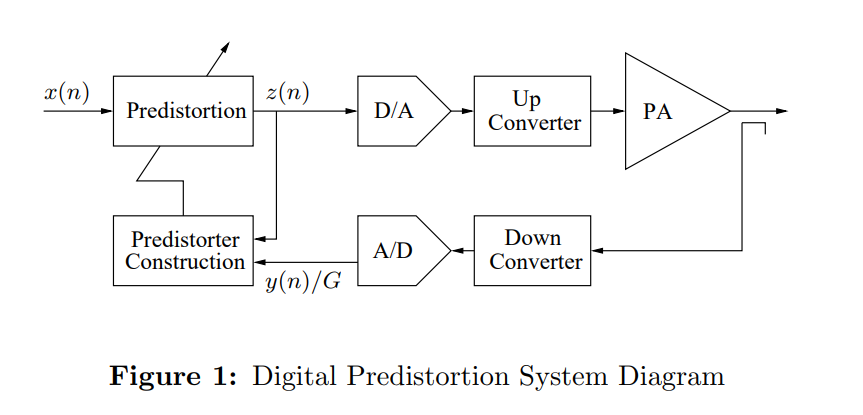 x(n)
Predistortion
z(n)
D/A
Up
Converter
PA
Predistorter
Construction
y(n)/G
A/D
Down
Converter
Figure 1: Digital Predistortion System Diagram